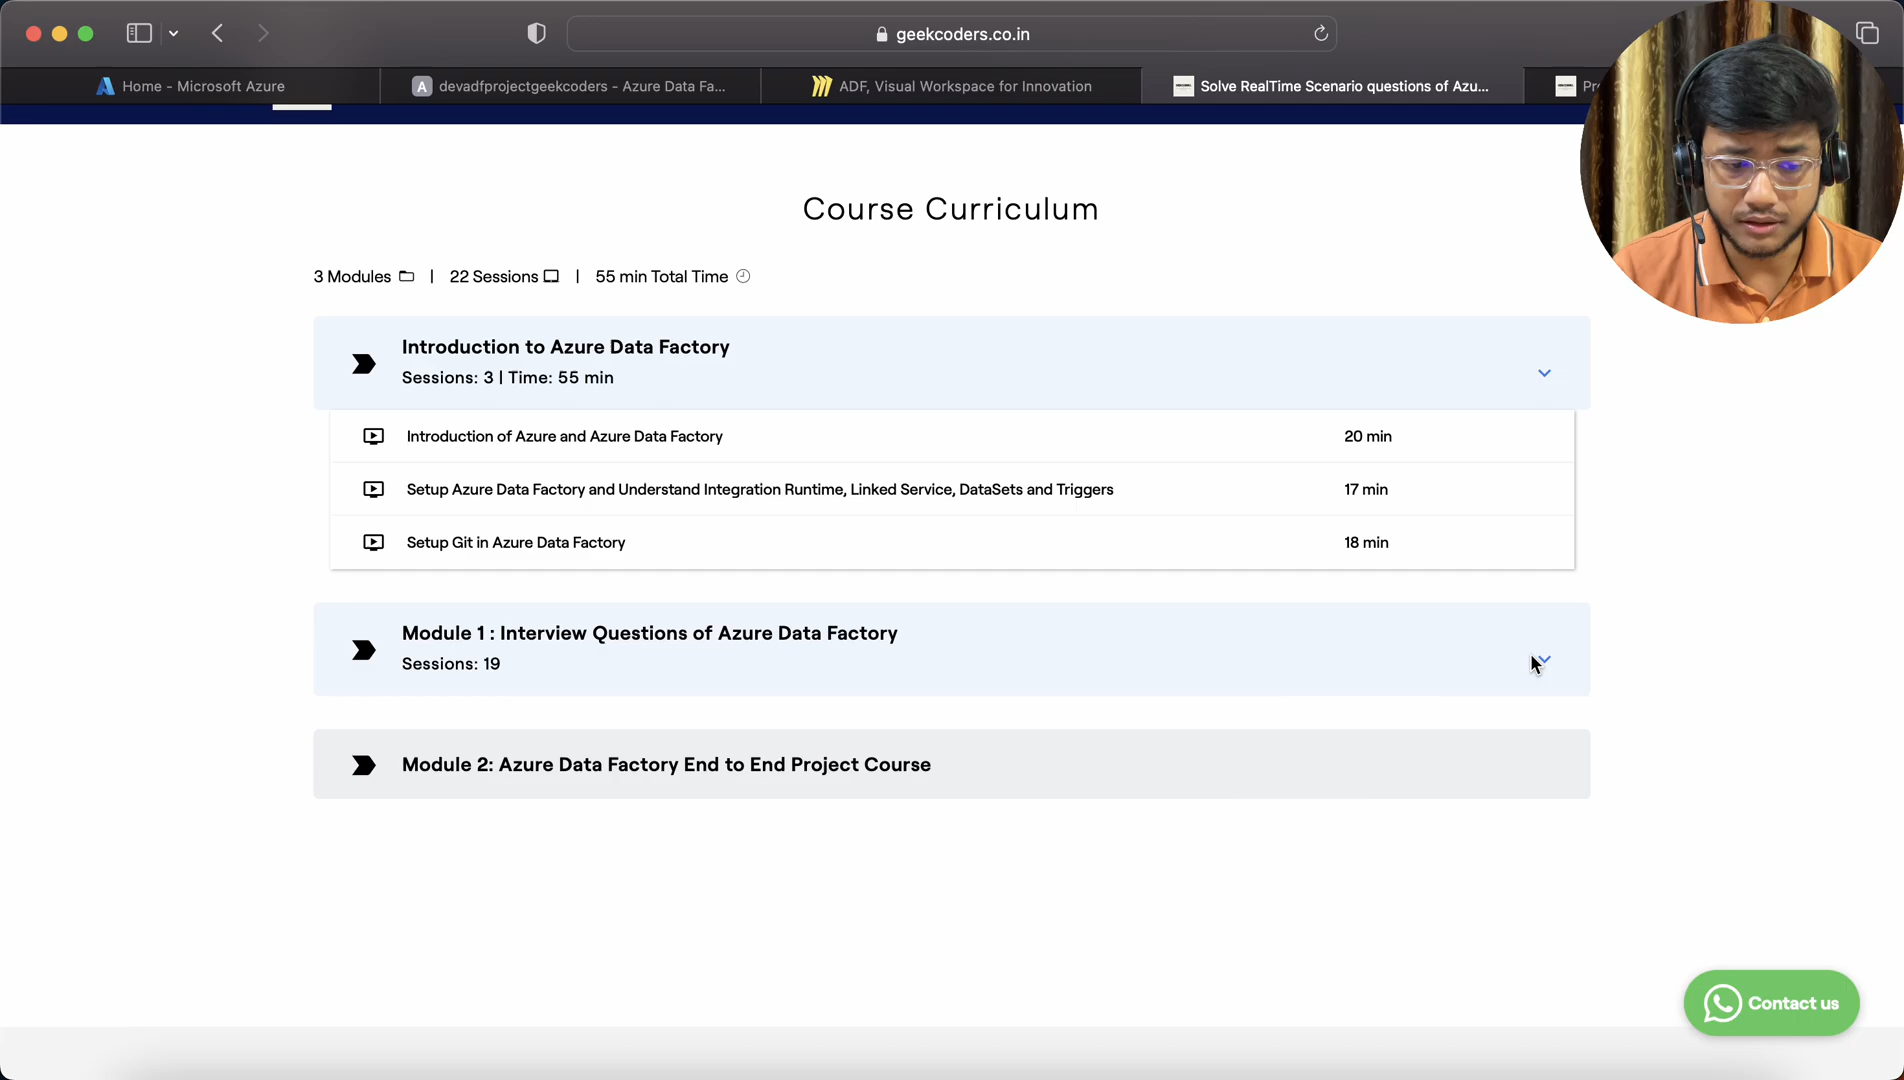 geekcoders.co.in
Home - Microsoft Azure
A devadfprojectgeekcoders - Azure Data Fa...
ADF, Visual Workspace for Innovation
Solve RealTime Scenario questions of Azu...
Course Curriculum
3 Modules | 22 Sessions | 55 min Total Time
Introduction to Azure Data Factory
Sessions: 3 | Time: 55 min
Introduction of Azure and Azure Data Factory 20 min
Setup Azure Data Factory and Understand Integration Runtime, Linked Service, DataSets and Triggers 17 min
Setup Git in Azure Data Factory 18 min
Module 1 : Interview Questions of Azure Data Factory
Sessions: 19
Module 2: Azure Data Factory End to End Project Course
Contact us